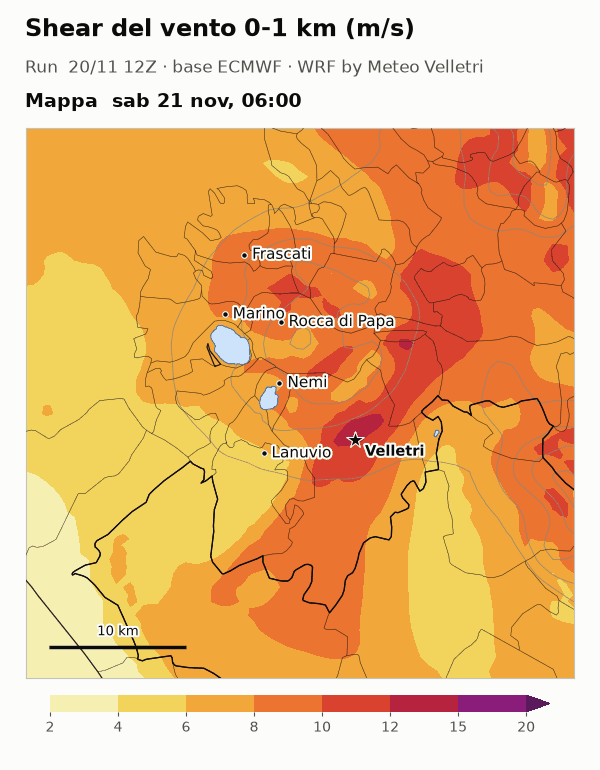 Shear del vento 0-1 km (m/s)
Run  20/11 12Z · base ECMWF · WRF by Meteo Velletri
Mappa  sab 21 nov, 06:00
Frascati
Marino
Rocca di Papa
Nemi
Lanuvio
Velletri
10 km
2 4 6 8 10 12 15 20